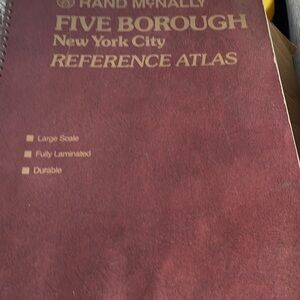 RAND McNALLY
FIVE BOROUGH
New York City
REFERENCE ATLAS
Large Scale
Fully Laminated
Durable